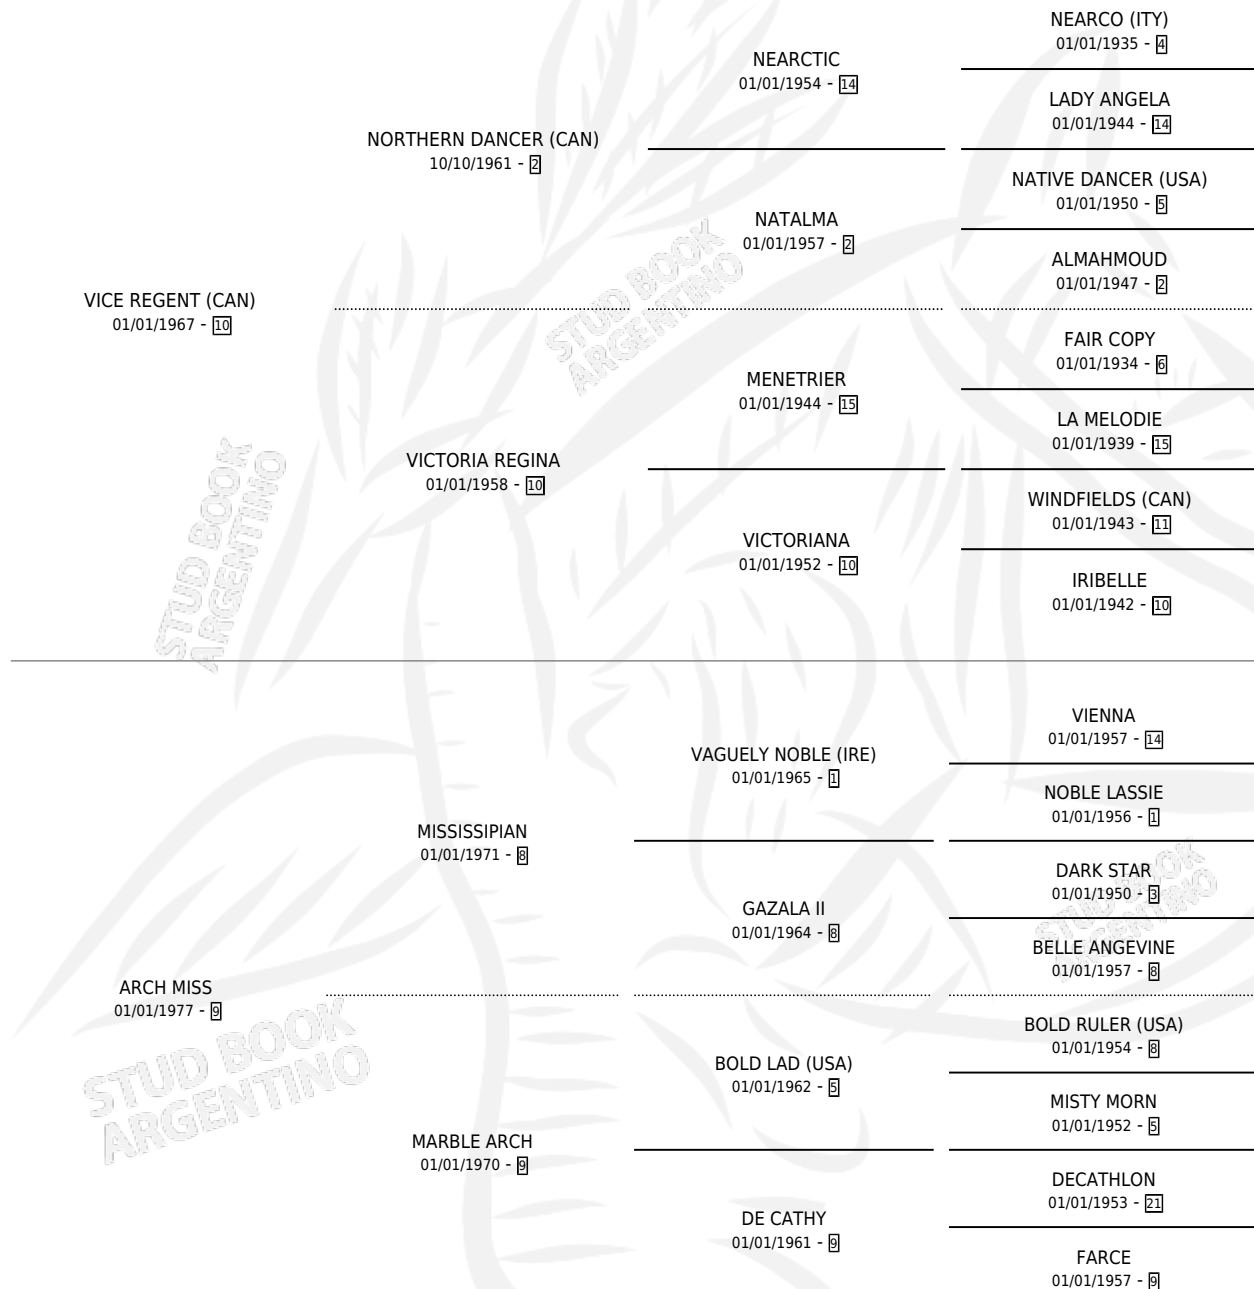 NEARCO (ITY)
01/01/1935 - 4
NEARCTIC
01/01/1954 - 14
LADY ANGELA
01/01/1944 - 14
NORTHERN DANCER (CAN)
10/10/1961 - 2
NATIVE DANCER (USA)
01/01/1950 - 5
NATALMA
01/01/1957 - 2
ALMAHMOUD
01/01/1947 - 2
VICE REGENT (CAN)
01/01/1967 - 10
FAIR COPY
01/01/1934 - 6
MENETRIER
01/01/1944 - 15
LA MELODIE
01/01/1939 - 15
VICTORIA REGINA
01/01/1958 - 10
WINDFIELDS (CAN)
01/01/1943 - 11
VICTORIANA
01/01/1952 - 10
IRIBELLE
01/01/1942 - 10
VIENNA
01/01/1957 - 14
VAGUELY NOBLE (IRE)
01/01/1965 - 1
NOBLE LASSIE
01/01/1956 - 1
MISSISSIPIAN
01/01/1971 - 8
DARK STAR
01/01/1950 - 3
GAZALA II
01/01/1964 - 8
BELLE ANGEVINE
01/01/1957 - 8
ARCH MISS
01/01/1977 - 9
BOLD RULER (USA)
01/01/1954 - 8
BOLD LAD (USA)
01/01/1962 - 5
MISTY MORN
01/01/1952 - 5
MARBLE ARCH
01/01/1970 - 9
DECATHLON
01/01/1953 - 21
DE CATHY
01/01/1961 - 9
FARCE
01/01/1957 - 9
STUD BOOK
ARGENTINO
STUD BOOK
ARGENTINO
STUD BOOK
ARGENTINO
STUD BOOK
ARGENTINO